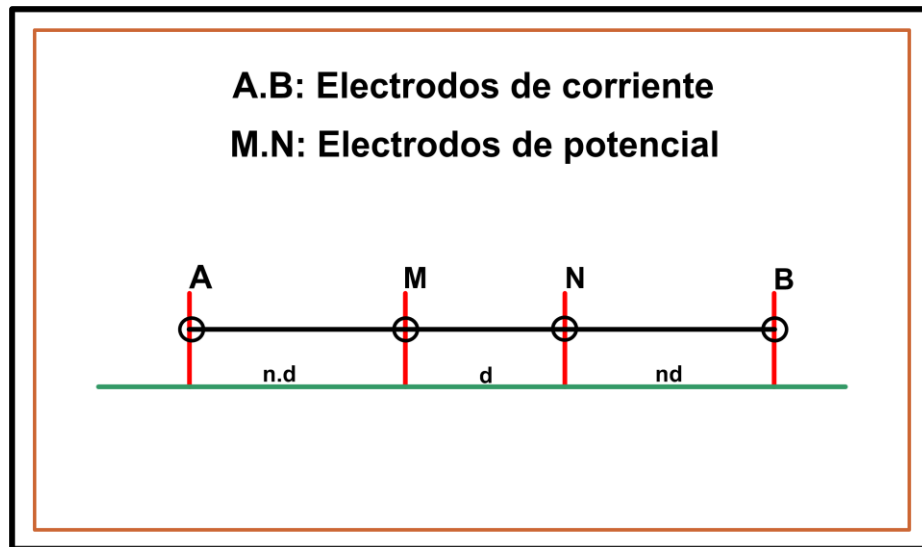 A.B: Electrodos de corriente
M.N: Electrodos de potencial
A M N B
n.d d nd